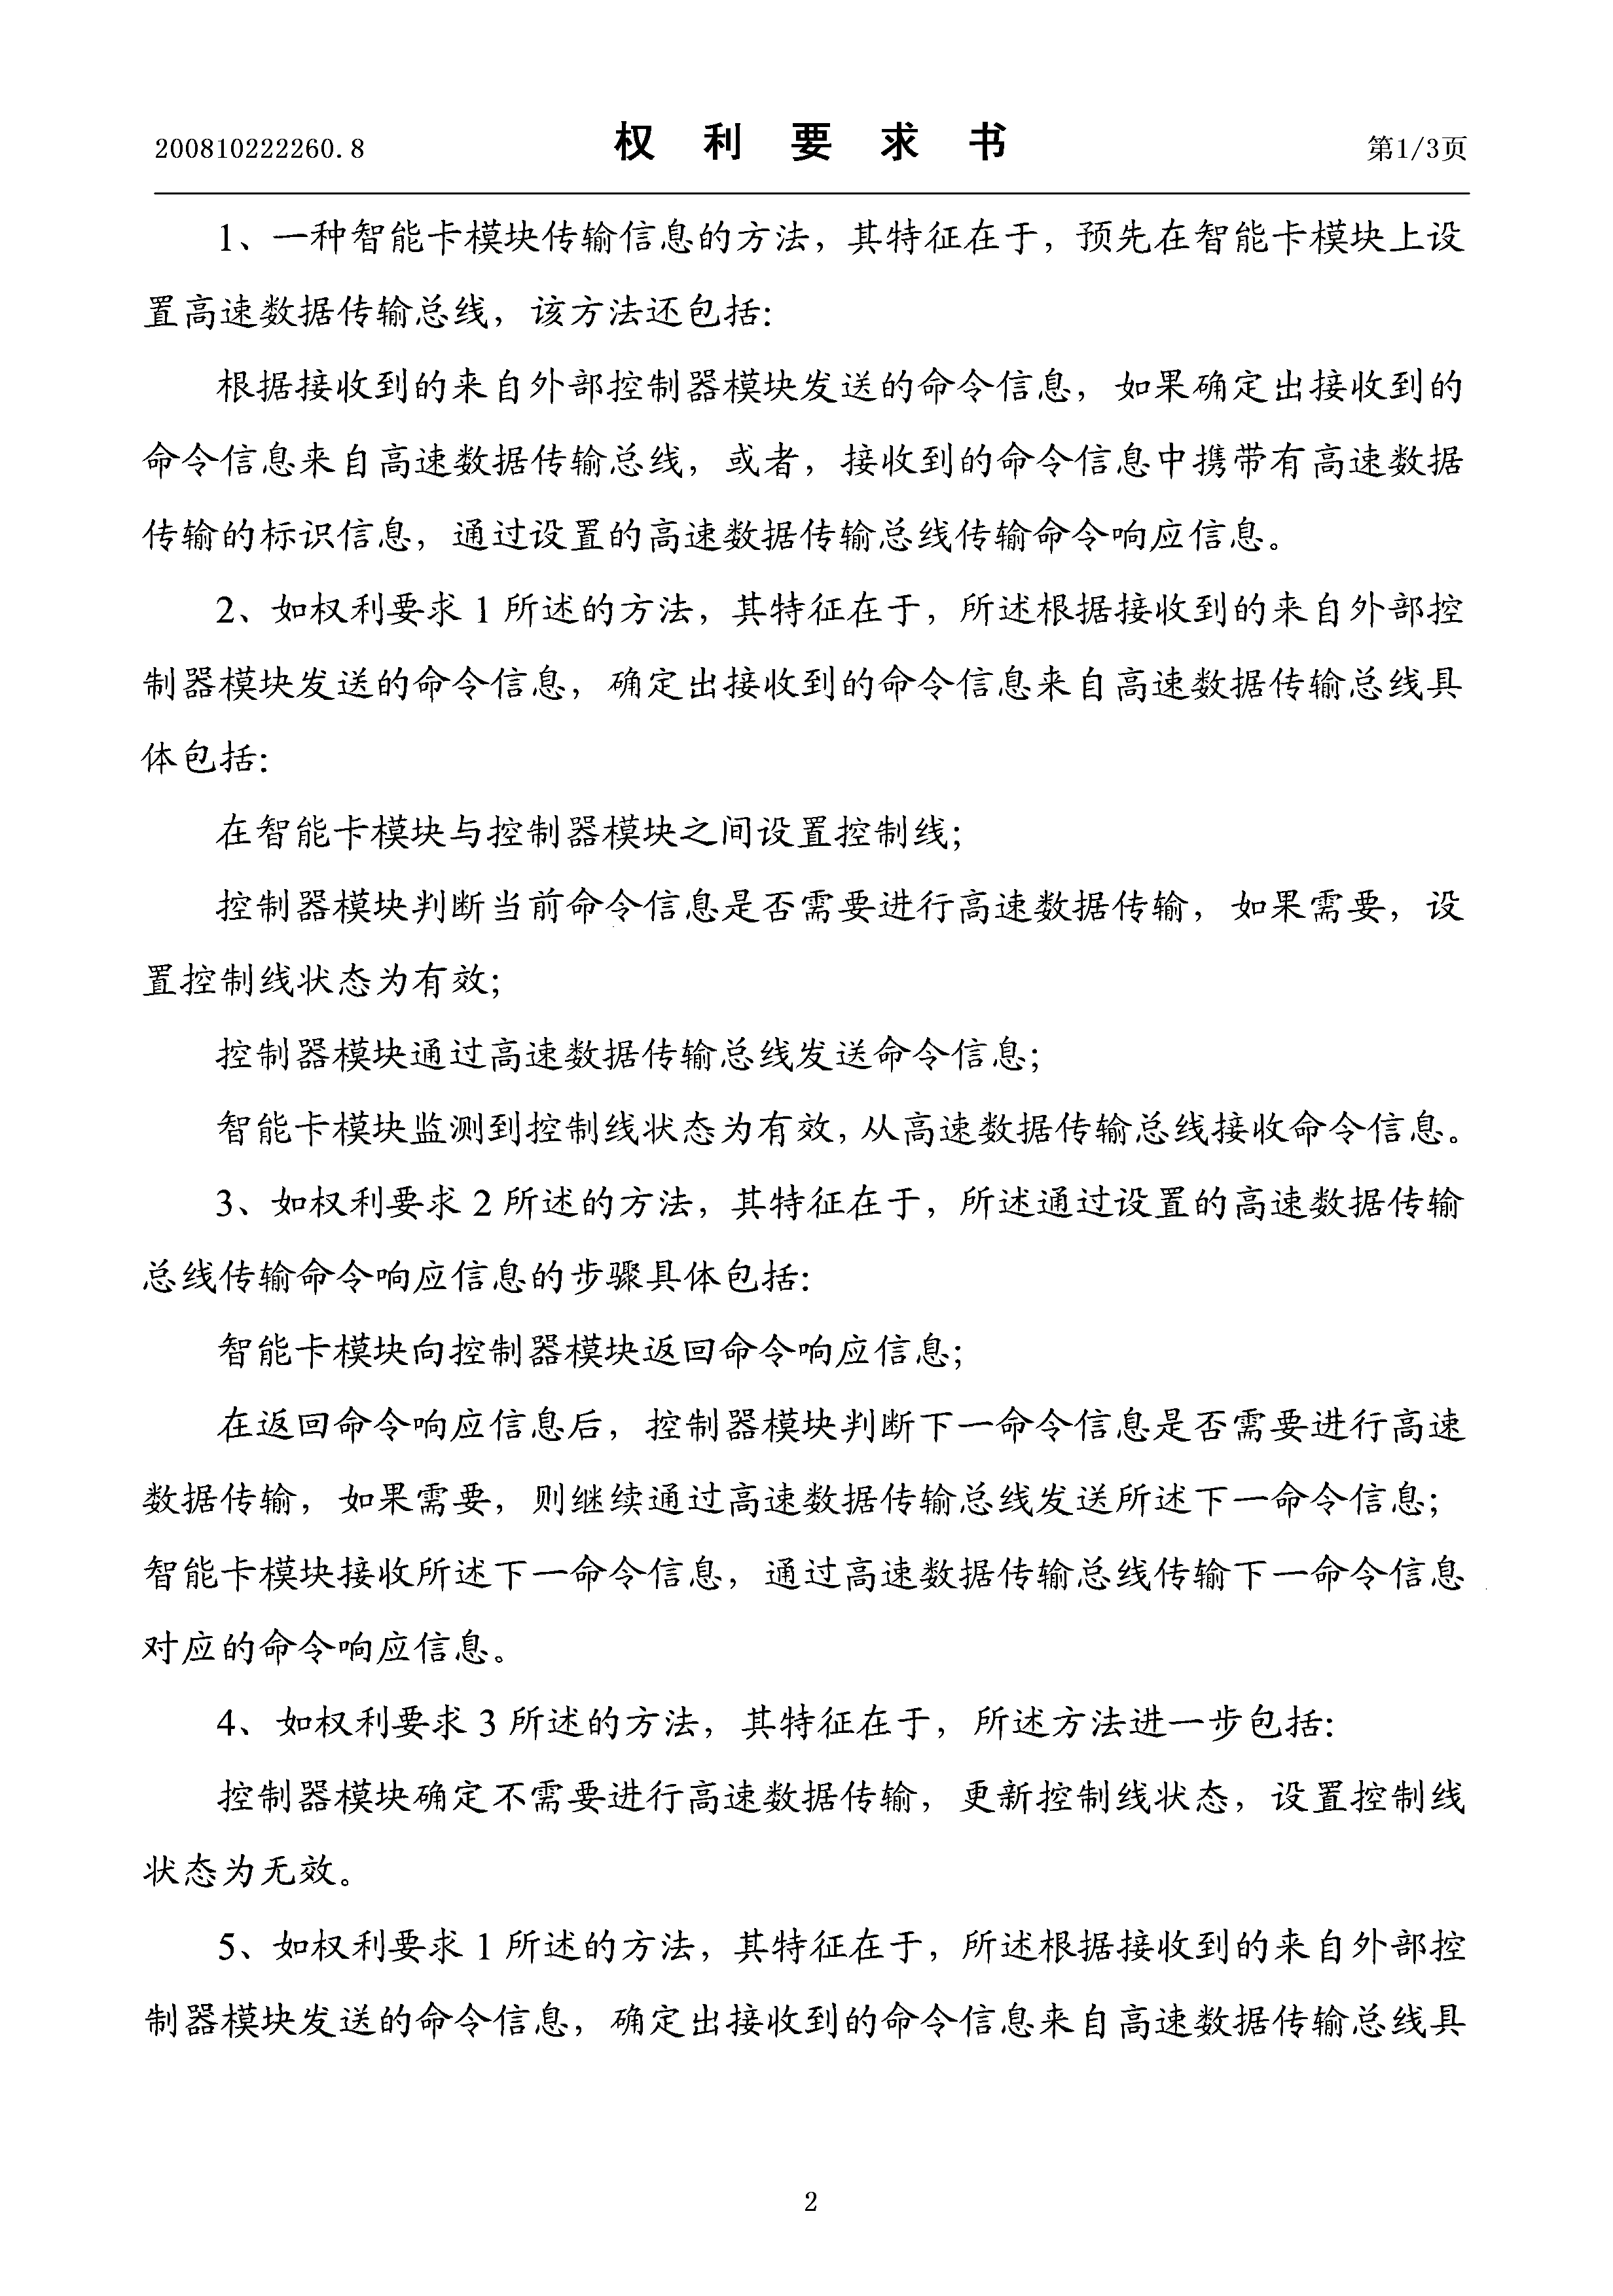 200810222260.8
权利要求书
第1/3页
1、一种智能卡模块传输信息的方法，其特征在于，预先在智能卡模块上设
置高速数据传输总线，该方法还包括:
根据接收到的来自外部控制器模块发送的命令信息，如果确定出接收到的
命令信息来自高速数据传输总线，或者，接收到的命令信息中携带有高速数据
传输的标识信息，通过设置的高速数据传输总线传输命令响应信息。
2、如权利要求 1 所述的方法，其特征在于，所述根据接收到的来自外部控
制器模块发送的命令信息，确定出接收到的命令信息来自高速数据传输总线具
体包括:
在智能卡模块与控制器模块之间设置控制线;
控制器模块判断当前命令信息是否需要进行高速数据传输，如果需要，设
置控制线状态为有效;
控制器模块通过高速数据传输总线发送命令信息;
智能卡模块监测到控制线状态为有效，从高速数据传输总线接收命令信息。
3、如权利要求 2 所述的方法，其特征在于，所述通过设置的高速数据传输
总线传输命令响应信息的步骤具体包括:
智能卡模块向控制器模块返回命令响应信息;
在返回命令响应信息后，控制器模块判断下一命令信息是否需要进行高速
数据传输，如果需要，则继续通过高速数据传输总线发送所述下一命令信息;
智能卡模块接收所述下一命令信息，通过高速数据传输总线传输下一命令信息
对应的命令响应信息。
4、如权利要求 3 所述的方法，其特征在于，所述方法进一步包括:
控制器模块确定不需要进行高速数据传输，更新控制线状态，设置控制线
状态为无效。
5、如权利要求 1 所述的方法，其特征在于，所述根据接收到的来自外部控
制器模块发送的命令信息，确定出接收到的命令信息来自高速数据传输总线具
2